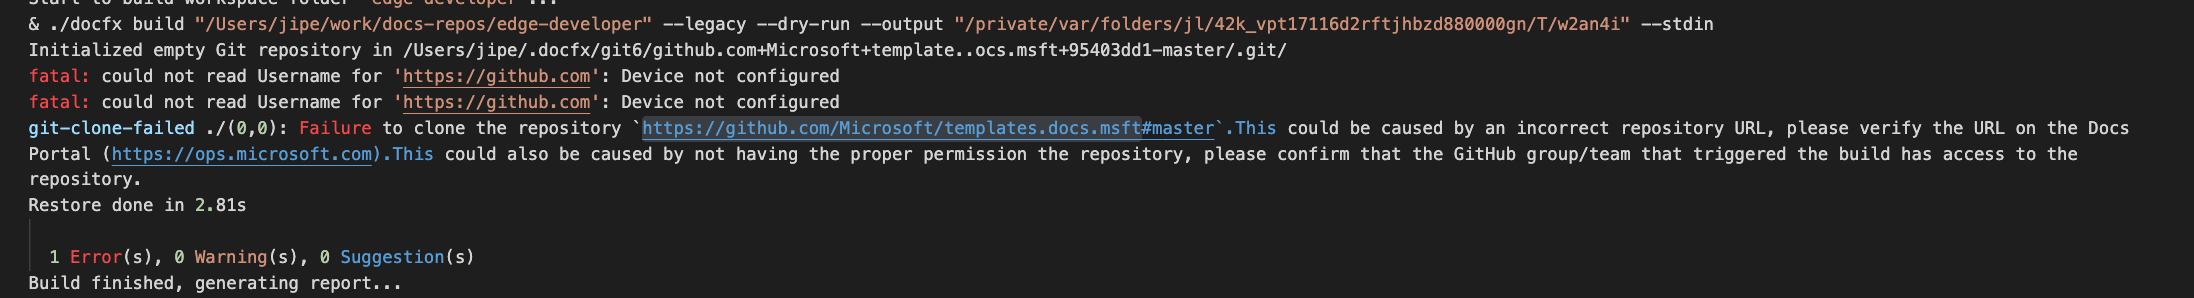 Start to build workspace folder 'edge-developer'...
& ./docfx build "/Users/jipe/work/docs-repos/edge-developer" --legacy --dry-run --output "/private/var/folders/jl/42k_vpt17116d2rftjhbzd880000gn/T/w2an4i" --stdin
Initialized empty Git repository in /Users/jipe/.docfx/git6/github.com+Microsoft+template..ocs.msft+95403dd1-master/.git/
fatal: could not read Username for 'https://github.com': Device not configured
fatal: could not read Username for 'https://github.com': Device not configured
git-clone-failed ./(0,0): Failure to clone the repository `https://github.com/Microsoft/templates.docs.msft#master`.This could be caused by an incorrect repository URL, please verify the URL on the Docs
Portal (https://ops.microsoft.com).This could also be caused by not having the proper permission the repository, please confirm that the GitHub group/team that triggered the build has access to the
repository.
Restore done in 2.81s
1 Error(s), 0 Warning(s), 0 Suggestion(s)
Build finished, generating report...